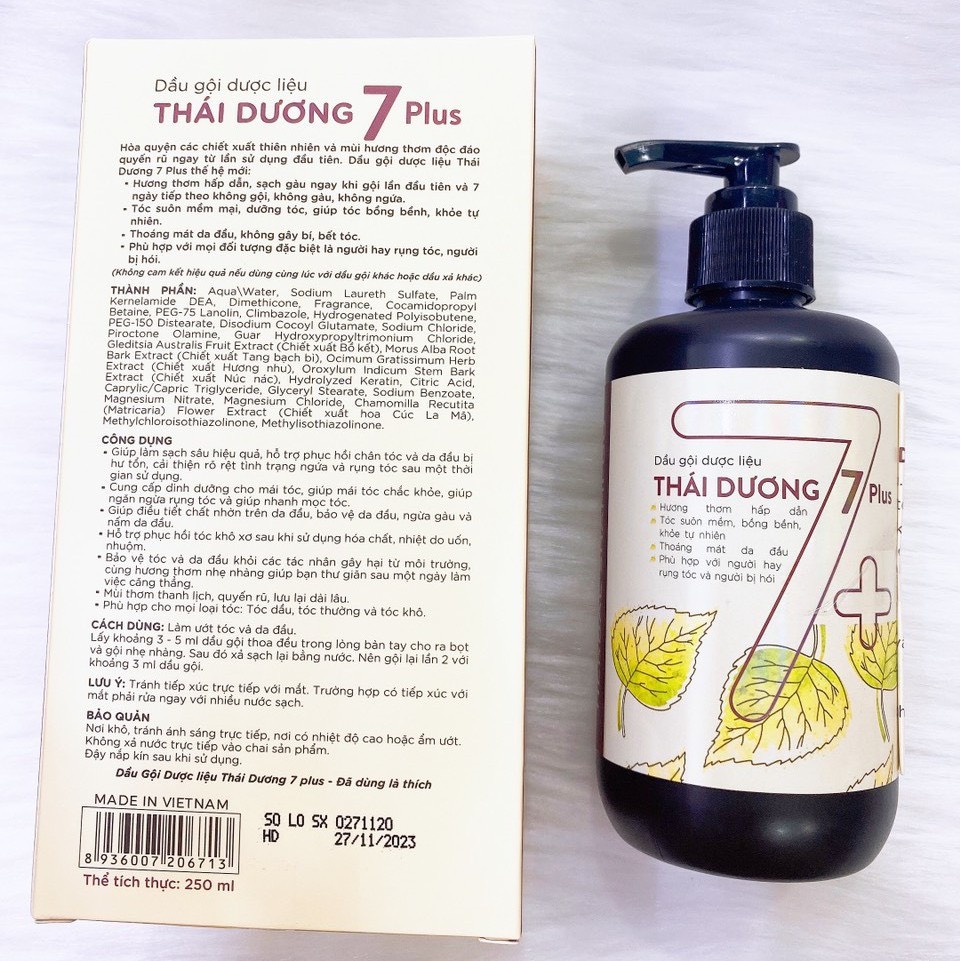 Dầu gội dược liệu
THÁI DƯƠNG 7 Plus
Hòa quyện các chiết xuất thiên nhiên và mùi hương thơm độc đáo
quyến rũ ngay từ lần sử dụng đầu tiên. Dầu gội dược liệu Thái
Dương 7 Plus thế hệ mới:
• Hương thơm hấp dẫn, sạch gàu ngay khi gội lần đầu tiên và 7
ngày tiếp theo không gội, không gàu, không ngứa.
• Tóc suôn mềm mại, dưỡng tóc, giúp tóc bồng bềnh, khỏe tự
nhiên.
• Thoáng mát da đầu, không gây bí, bết tóc.
• Phù hợp với mọi đối tượng đặc biệt là người hay rụng tóc, người
bị hói.
(Không cam kết hiệu quả nếu dùng cùng lúc với dầu gội khác hoặc dầu xả khác)
THÀNH PHẦN: Aqua\Water, Sodium Laureth Sulfate, Palm
Kernelamide DEA, Dimethicone, Fragrance, Cocamidopropyl
Betaine, PEG-75 Lanolin, Climbazole, Hydrogenated Polyisobutene,
PEG-150 Distearate, Disodium Cocoyl Glutamate, Sodium Chloride,
Piroctone Olamine, Guar Hydroxypropyltrimonium Chloride,
Gleditsia Australis Fruit Extract (Chiết xuất Bồ kết), Morus Alba Root
Bark Extract (Chiết xuất Tang bạch bì), Ocimum Gratissimum Herb
Extract (Chiết xuất Hương nhu), Oroxylum Indicum Stem Bark
Extract (Chiết xuất Núc nác), Hydrolyzed Keratin, Citric Acid,
Caprylic/Capric Triglyceride, Glyceryl Stearate, Sodium Benzoate,
Magnesium Nitrate, Magnesium Chloride, Chamomilla Recutita
(Matricaria) Flower Extract (Chiết xuất hoa Cúc La Mã),
Methylchloroisothiazolinone, Methylisothiazolinone.
CÔNG DỤNG
• Giúp làm sạch sâu hiệu quả, hỗ trợ phục hồi chân tóc và da đầu bị
hư tổn, cải thiện rõ rệt tình trạng ngứa và rụng tóc sau một thời
gian sử dụng.
• Cung cấp dinh dưỡng cho mái tóc, giúp mái tóc chắc khỏe, giúp
ngăn ngừa rụng tóc và giúp nhanh mọc tóc.
• Giúp điều tiết chất nhờn trên da đầu, bảo vệ da đầu, ngừa gàu và
nấm da đầu.
• Hỗ trợ phục hồi tóc khô xơ sau khi sử dụng hóa chất, nhiệt do uốn,
nhuộm.
• Bảo vệ tóc và da đầu khỏi các tác nhân gây hại từ môi trường,
cùng hương thơm nhẹ nhàng giúp bạn thư giãn sau một ngày làm
việc căng thẳng.
• Mùi thơm thanh lịch, quyến rũ, lưu lại dài lâu.
• Phù hợp cho mọi loại tóc: Tóc dầu, tóc thường và tóc khô.
CÁCH DÙNG: Làm ướt tóc và da đầu.
Lấy khoảng 3 - 5 ml dầu gội thoa đều trong lòng bàn tay cho ra bọt
và gội nhẹ nhàng. Sau đó xả sạch lại bằng nước. Nên gội lại lần 2 với
khoảng 3 ml dầu gội.
LƯU Ý: Tránh tiếp xúc trực tiếp với mắt. Trường hợp có tiếp xúc với
mắt phải rửa ngay với nhiều nước sạch.
BẢO QUẢN
Nơi khô, tránh ánh sáng trực tiếp, nơi có nhiệt độ cao hoặc ẩm ướt.
Không xả nước trực tiếp vào chai sản phẩm.
Đậy nắp kín sau khi sử dụng.
Dầu Gội Dược liệu Thái Dương 7 plus - Đã dùng là thích
MADE IN VIETNAM
SO LO SX 0271120
HD 27/11/2023
8 936007 206713
Thể tích thực: 250 ml
7+
Dầu gội dược liệu
THÁI DƯƠNG 7 Plus
Hương thơm hấp dẫn
Tóc suôn mềm, bồng bềnh,
khỏe tự nhiên
Thoáng mát da đầu
Phù hợp với người hay
rụng tóc và người bị hói